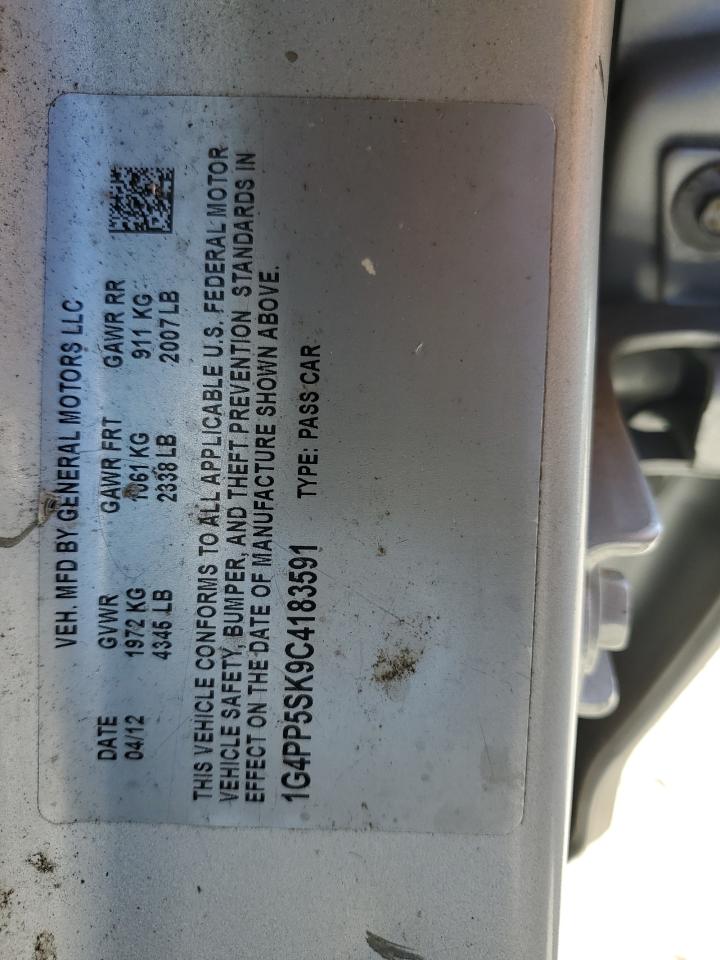 VEH. MFD BY GENERAL MOTORS LLC
DATE GVWR GAWR FRT GAWR RR
04/12 1972 KG 1061 KG 911 KG
4345 LB 2338 LB 2007 LB
THIS VEHICLE CONFORMS TO ALL APPLICABLE U.S. FEDERAL MOTOR
VEHICLE SAFETY, BUMPER, AND THEFT PREVENTION STANDARDS IN
EFFECT ON THE DATE OF MANUFACTURE SHOWN ABOVE.
1G4PP5SK9C4183591 TYPE: PASS CAR